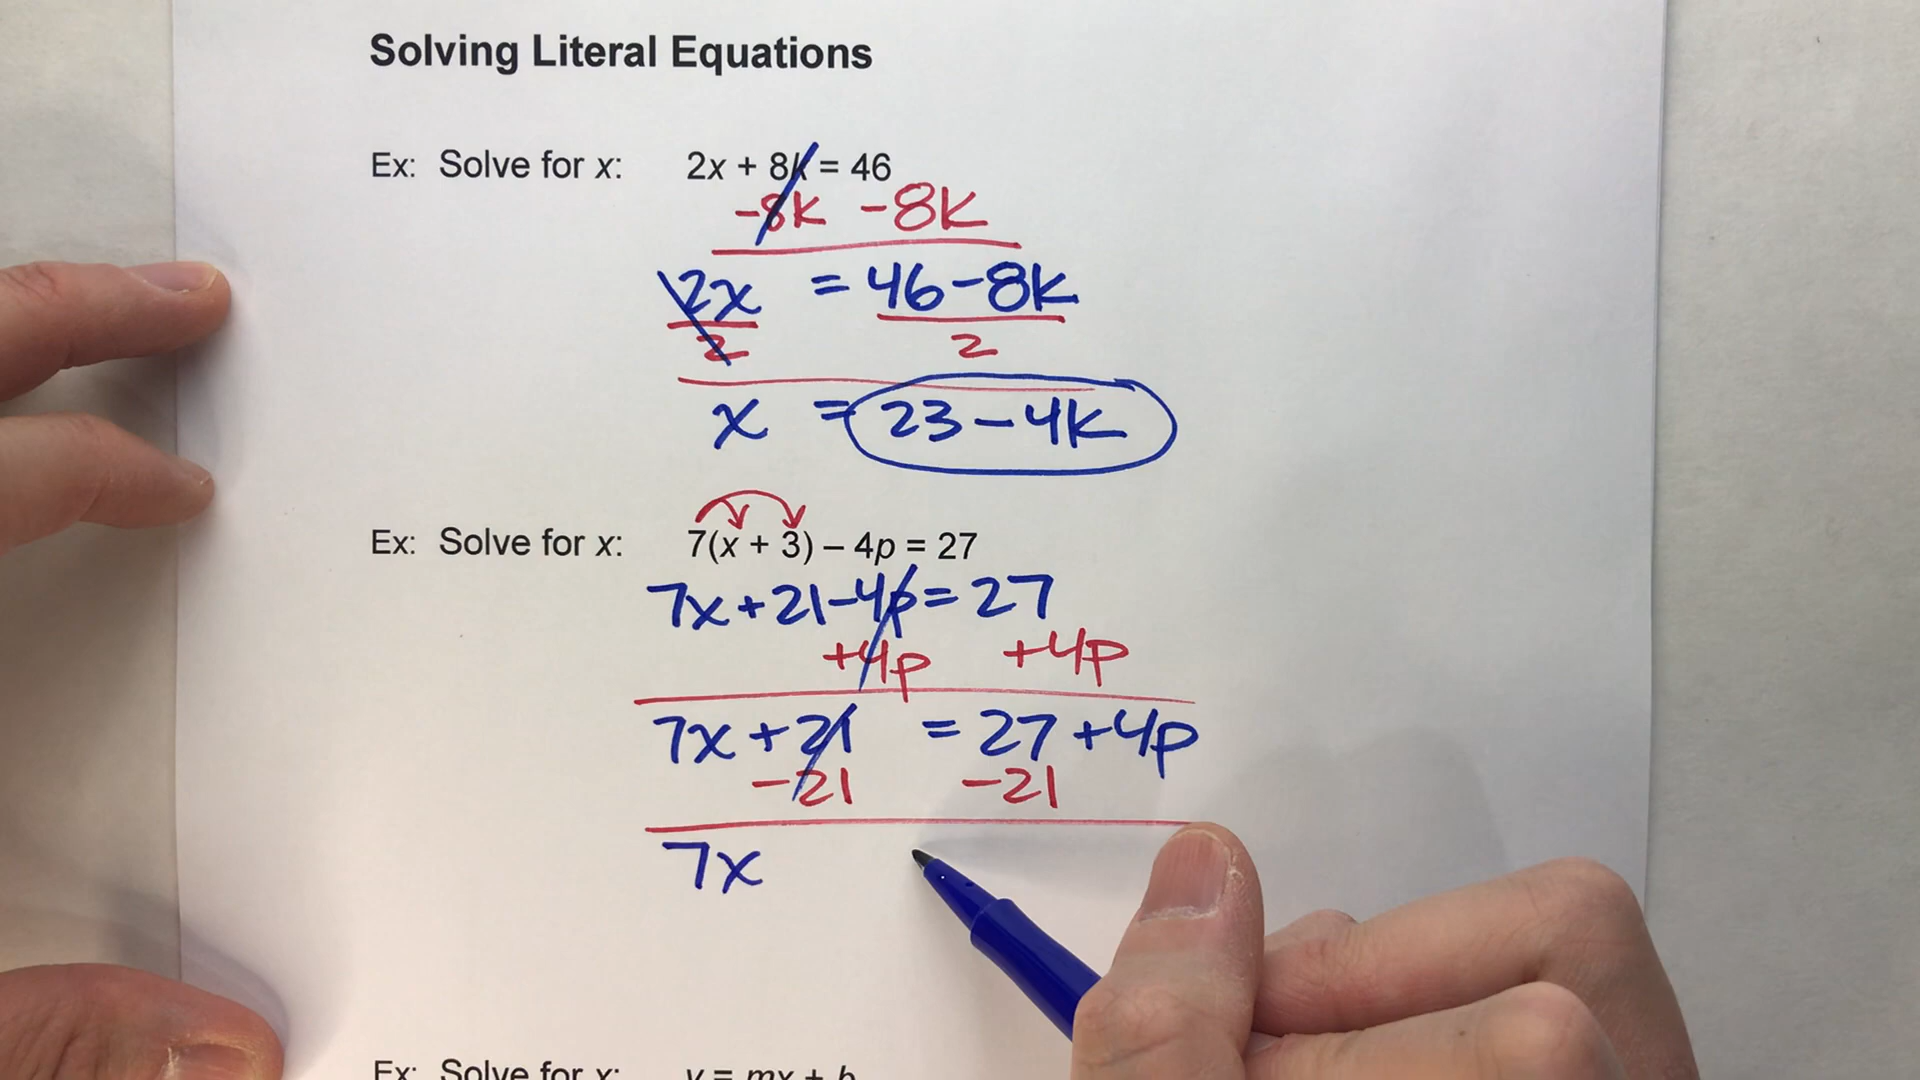 Solving Literal Equations
Ex: Solve for x: 2x + 8k = 46
-8k -8k
2x = 46-8k
2 2
x = 23-4k
Ex: Solve for x: 7(x + 3) – 4p = 27
7x+21-4p=27
+4p +4p
7x+21 = 27+4p
-21 -21
7x
Ex: Solve for x: y = mx + b